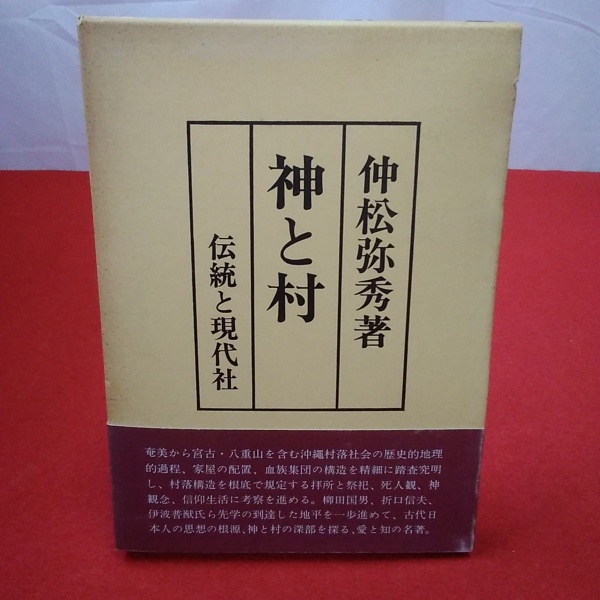 仲松弥秀著
神と村
伝統と現代社
奄美から宮古・八重山を含む沖縄村落社会の歴史的地理
的過程、家屋の配置、血族集団の構造を精細に踏査究明
し、村落構造を根底で規定する拝所と祭祀、死人観、神
観念、信仰生活に考察を進める。柳田国男、折口信夫、
伊波普猷氏ら先学の到達した地平を一歩進めて、古代日
本人の思想の根源、神と村の深部を探る、愛と知の名著。